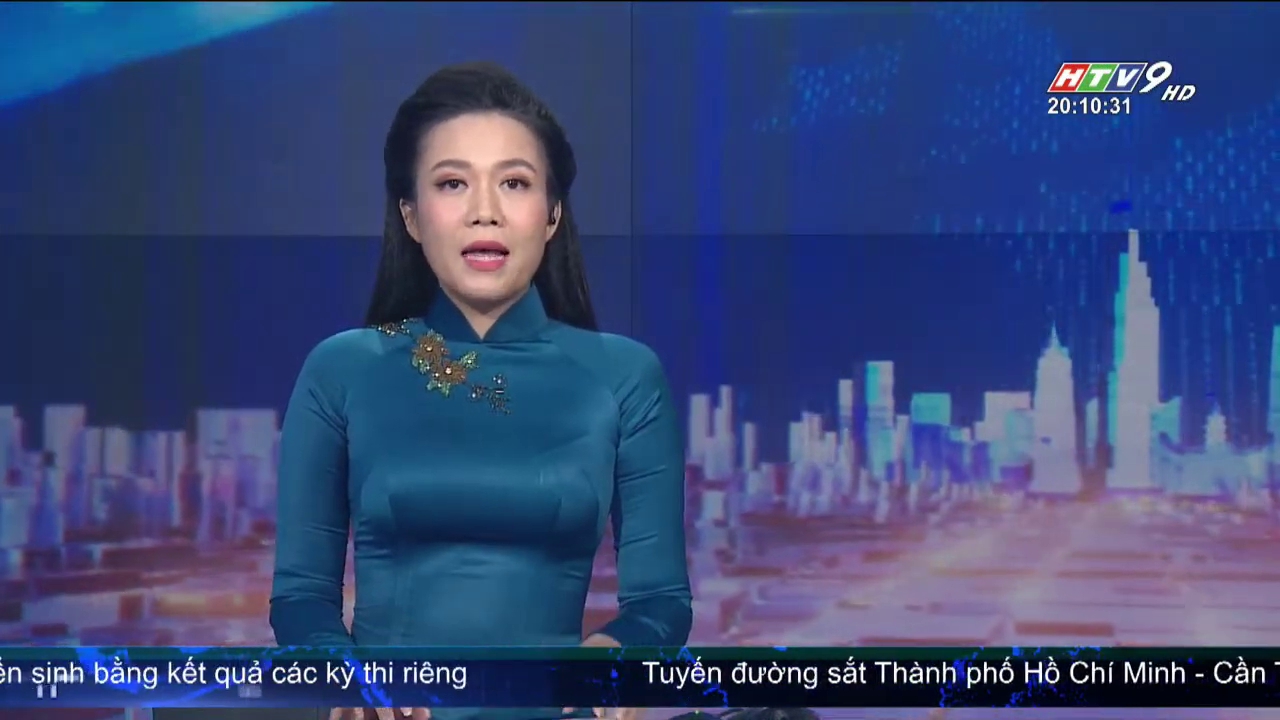 HTV9 HD
20:10:31
sinh bằng kết quả các kỳ thi riêng
Tuyến đường sắt Thành phố Hồ Chí Minh - Cần